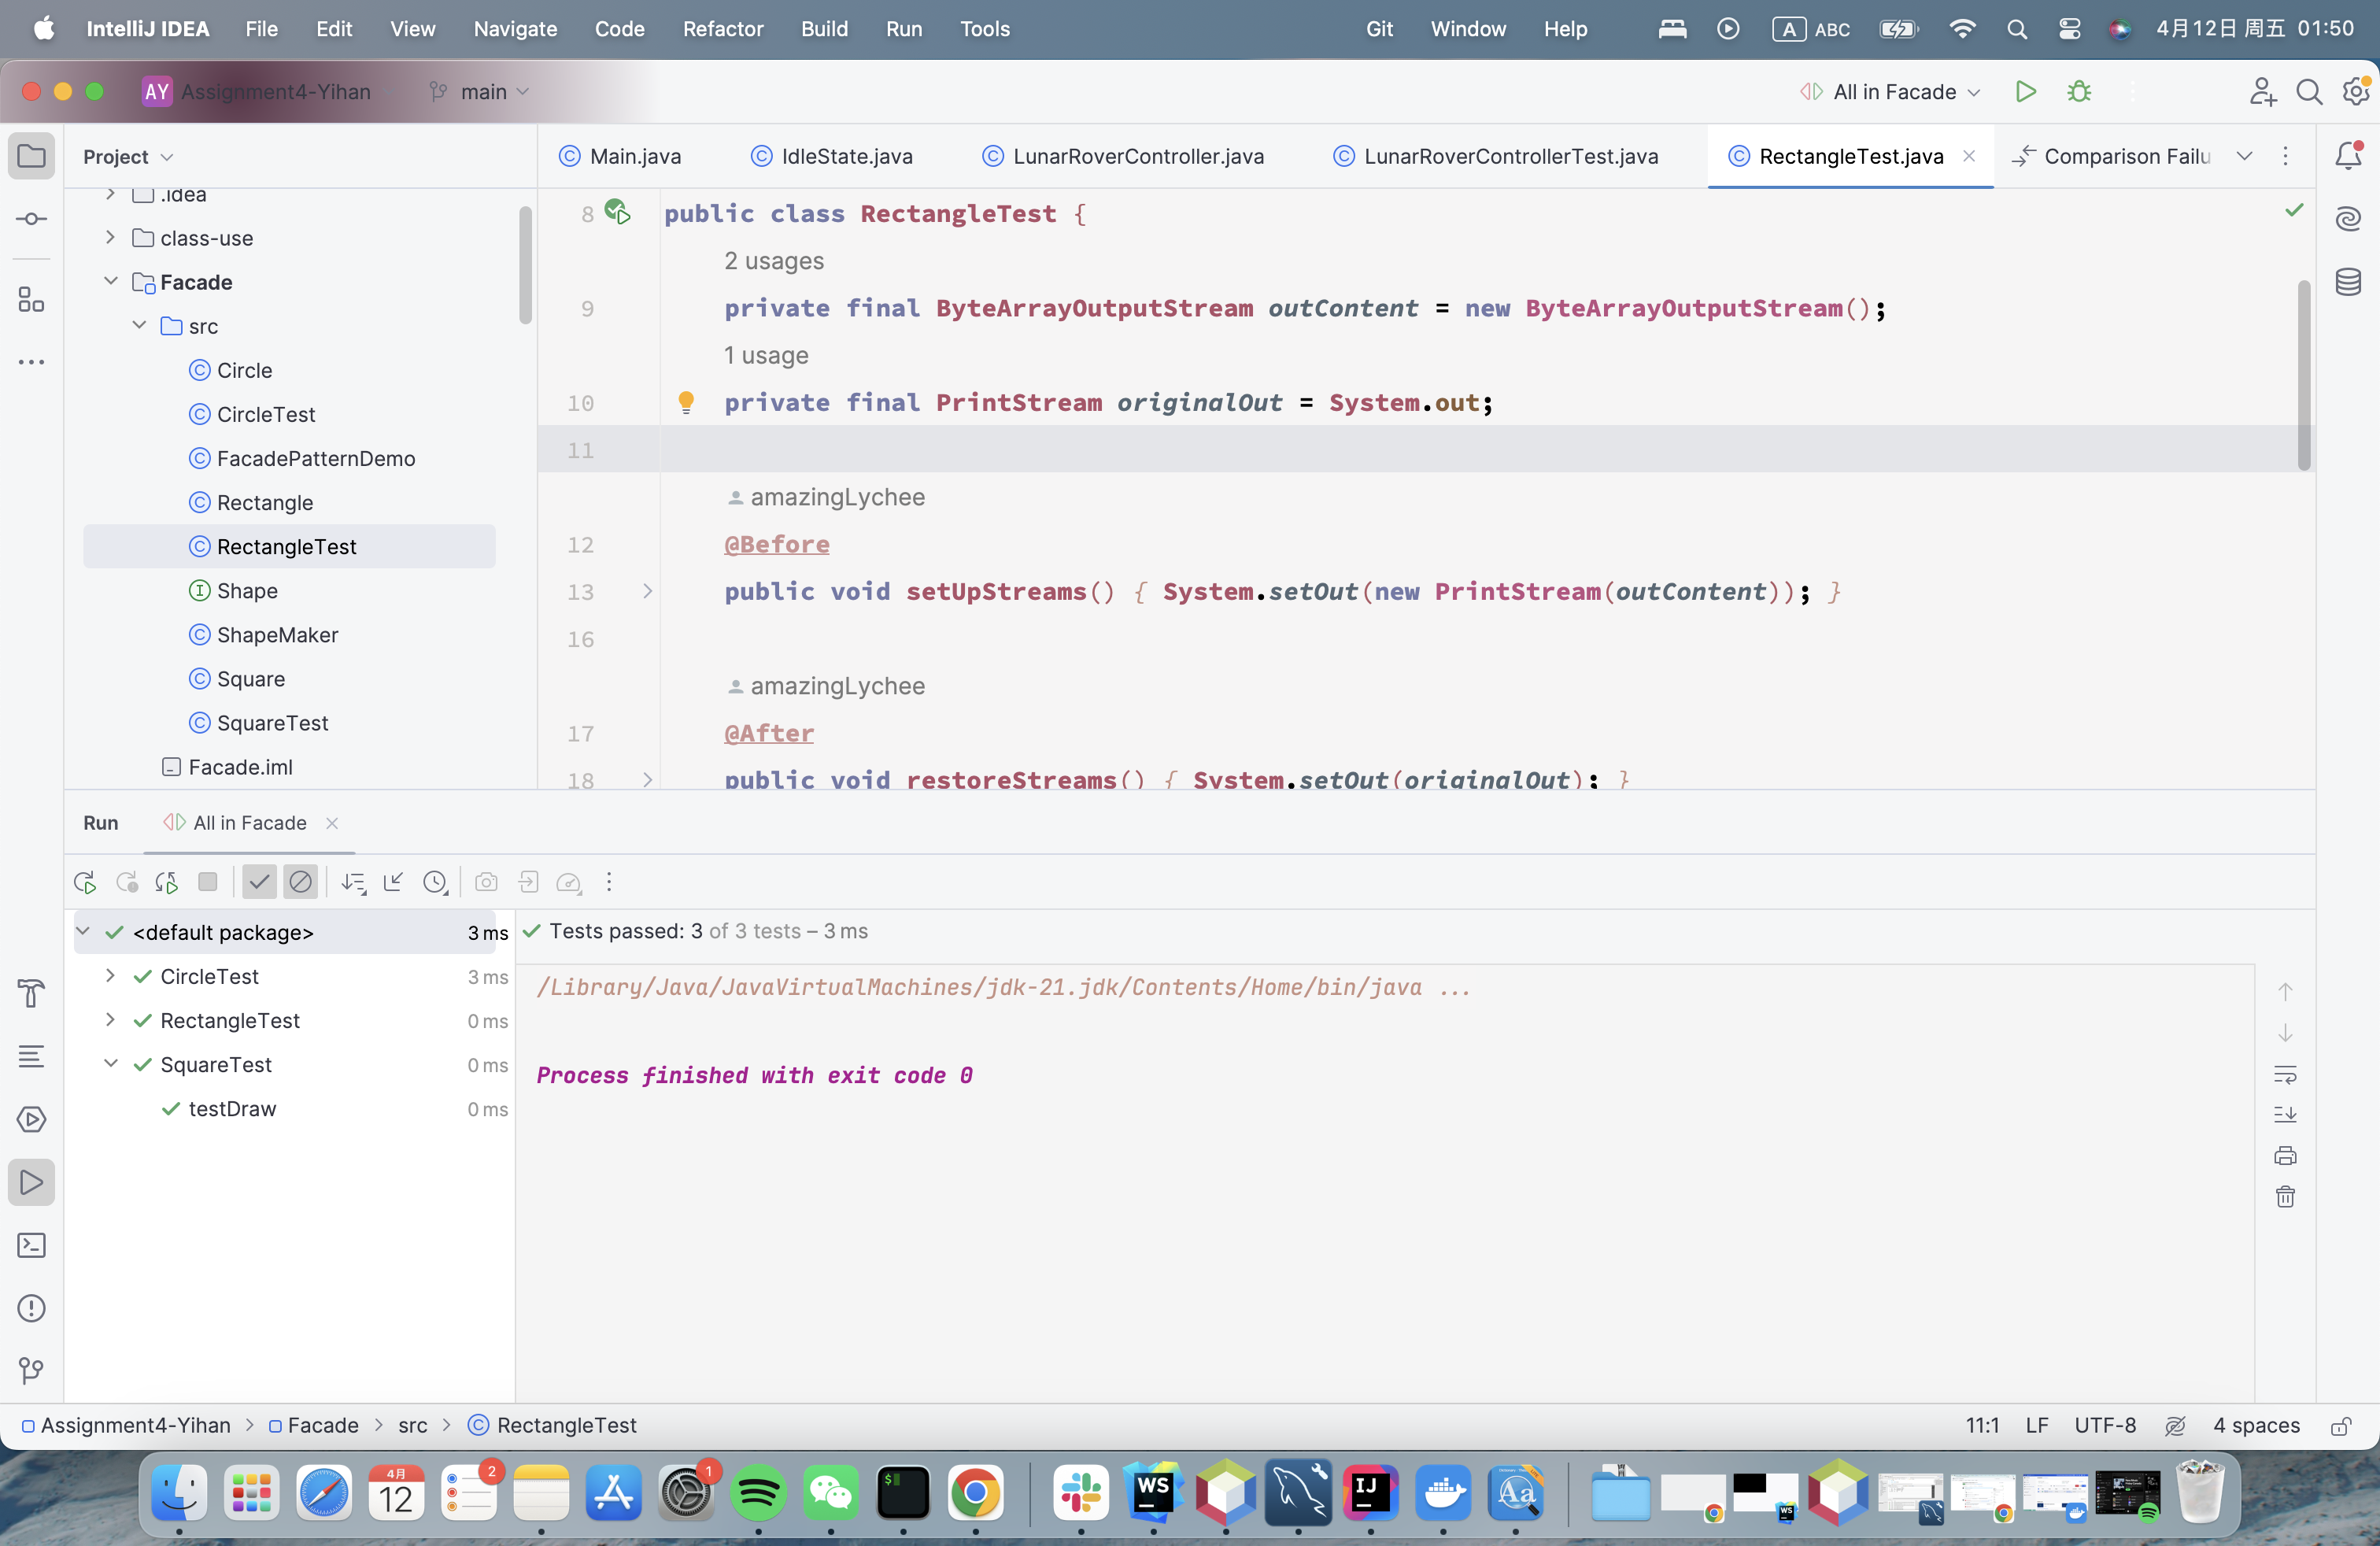 IntelliJ IDEA File Edit View Navigate Code Refactor Build Run Tools Git Window Help A ABC 4月12日 周五 01:50
AY Assignment4-Yihan main All in Facade
Project
Main.java IdleState.java LunarRoverController.java LunarRoverControllerTest.java RectangleTest.java Comparison Failu
.idea
class-use
Facade
src
Circle
CircleTest
FacadePatternDemo
Rectangle
RectangleTest
Shape
ShapeMaker
Square
SquareTest
Facade.iml
8 public class RectangleTest {
2 usages
9 private final ByteArrayOutputStream outContent = new ByteArrayOutputStream();
1 usage
10 private final PrintStream originalOut = System.out;
11
amazingLychee
12 @Before
13 public void setUpStreams() { System.setOut(new PrintStream(outContent)); }
16
amazingLychee
17 @After
18 public void restoreStreams() { System.setOut(originalOut); }
Run All in Facade
<default package> 3 ms
CircleTest 3 ms
RectangleTest 0 ms
SquareTest 0 ms
testDraw 0 ms
Tests passed: 3 of 3 tests – 3 ms
/Library/Java/JavaVirtualMachines/jdk-21.jdk/Contents/Home/bin/java ...
Process finished with exit code 0
Assignment4-Yihan > Facade > src > RectangleTest 11:1 LF UTF-8 4 spaces
4月
12
2
1
$
WS
IJ
Aa
WS